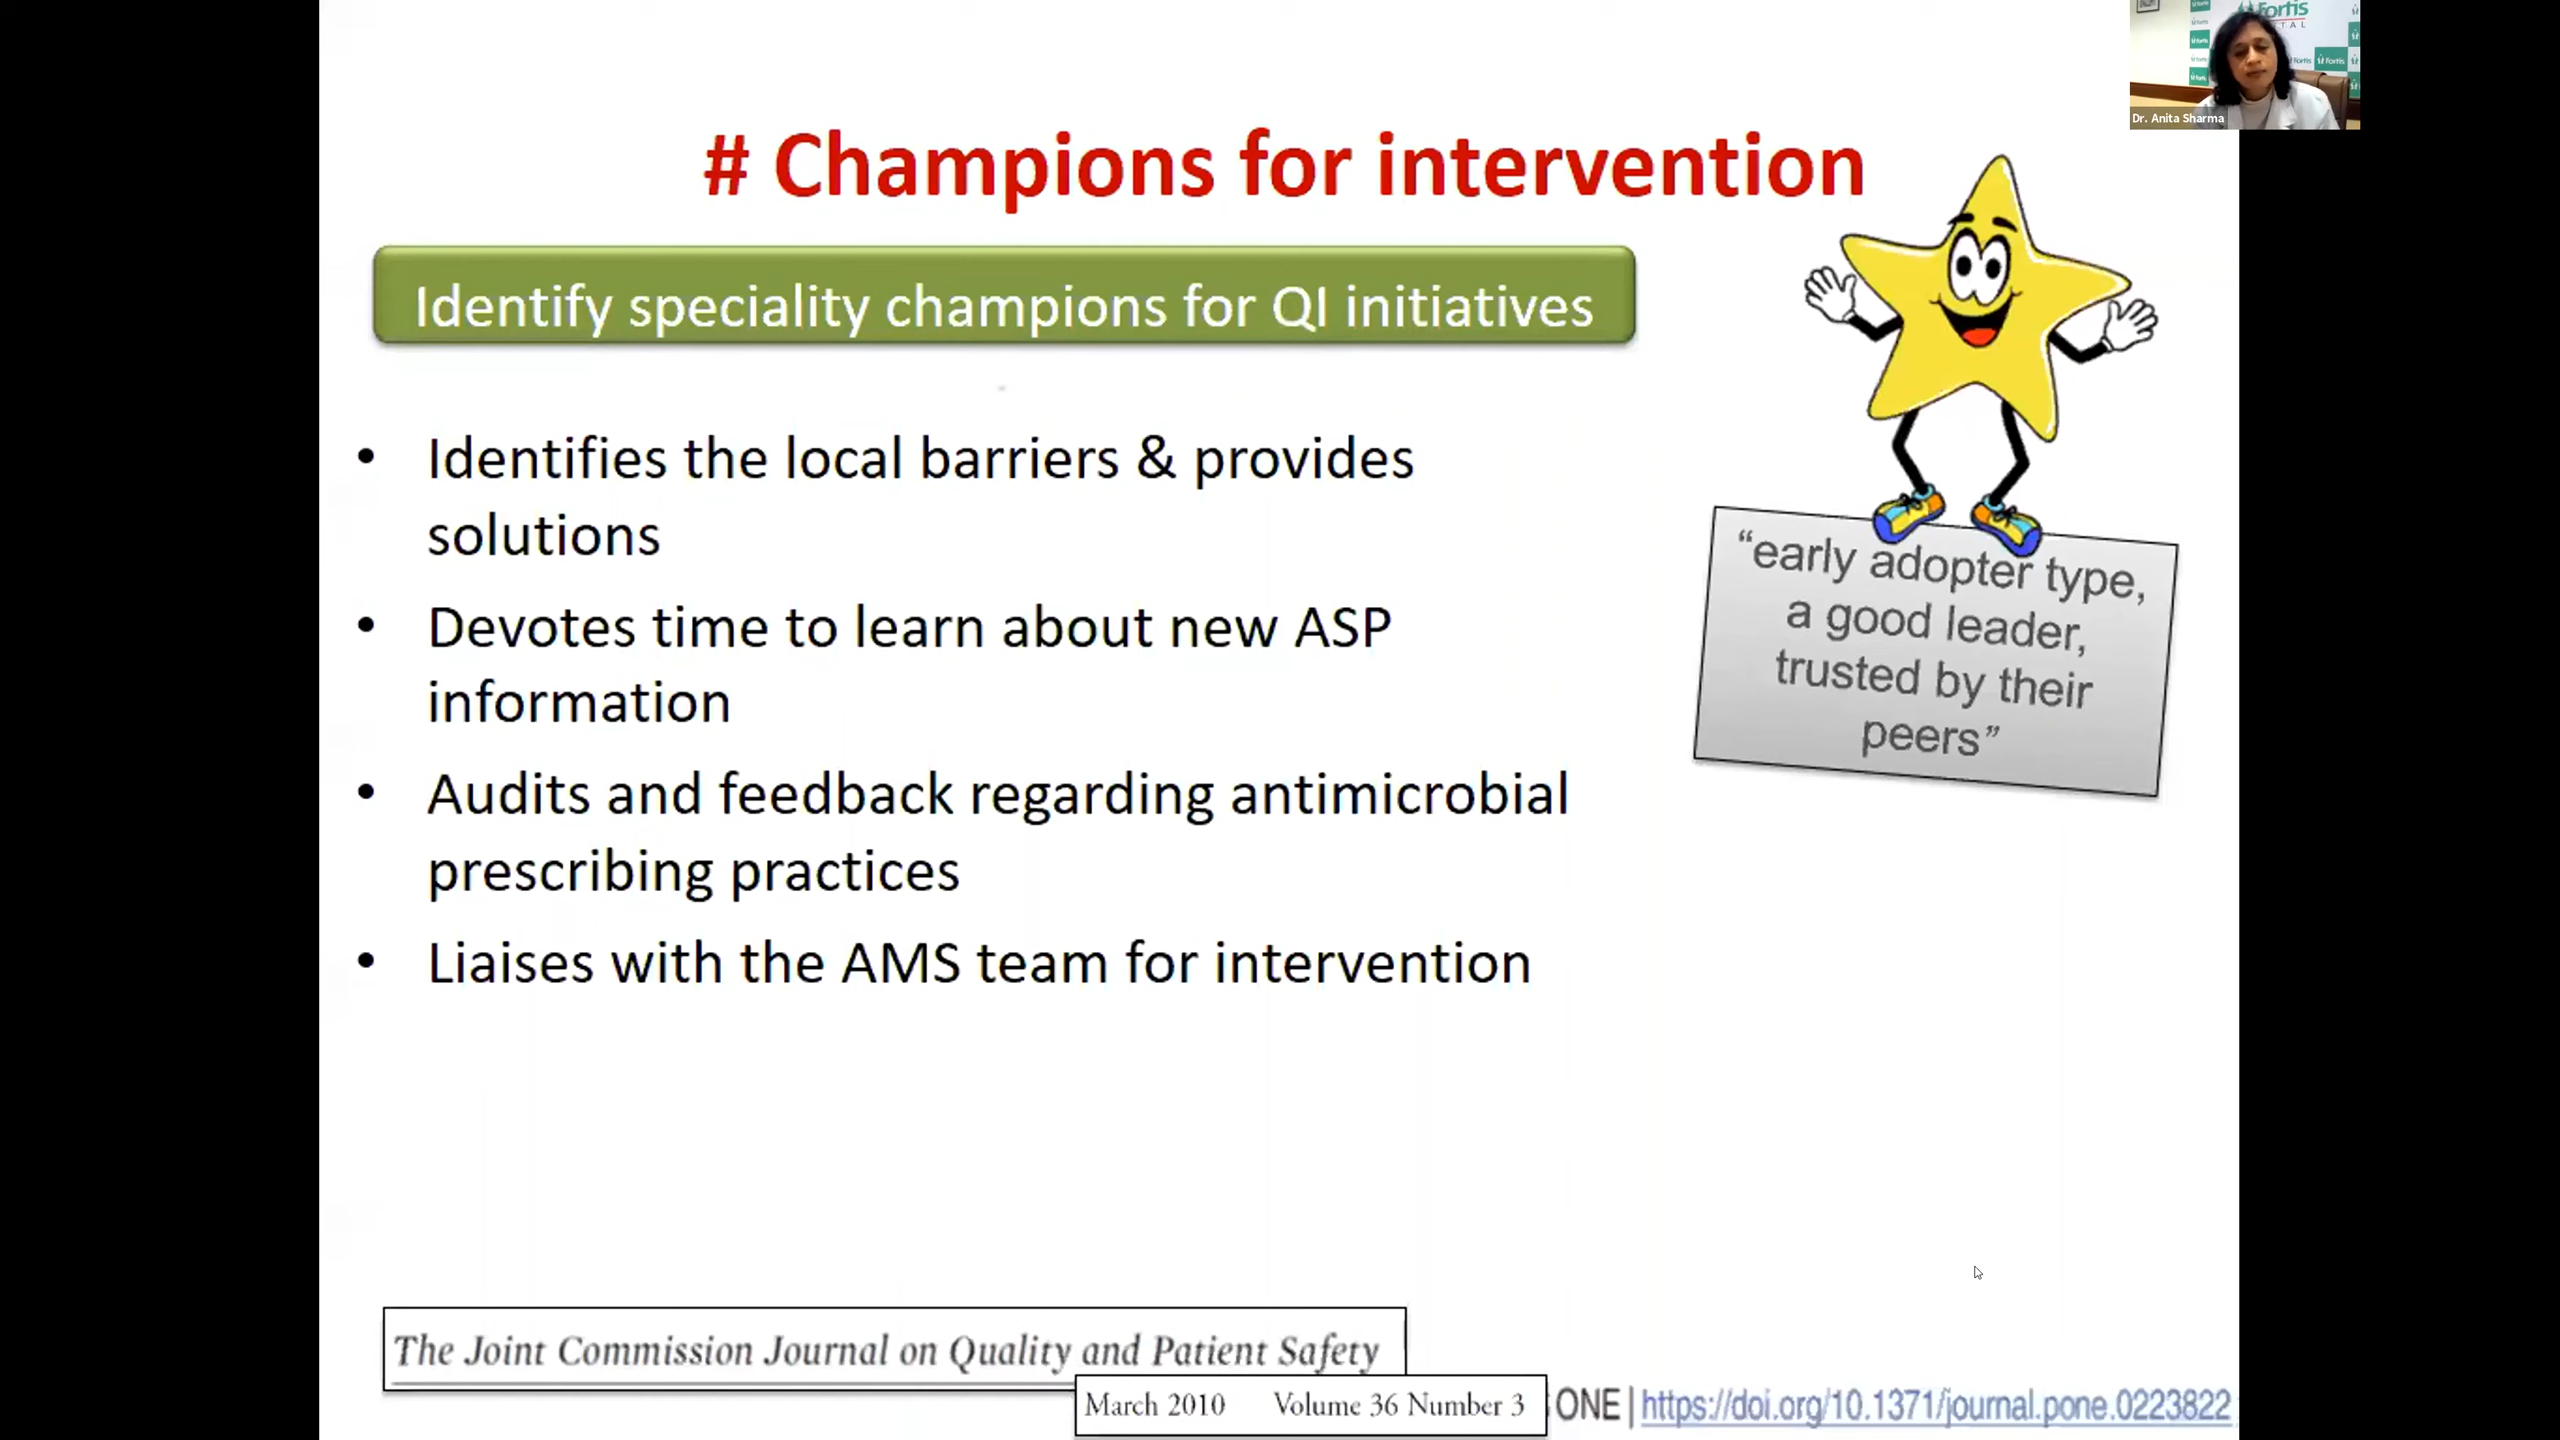 Fortis
Dr. Anita Sharma
# Champions for intervention
Identify speciality champions for QI initiatives
• Identifies the local barriers & provides
solutions
• Devotes time to learn about new ASP
information
• Audits and feedback regarding antimicrobial
prescribing practices
• Liaises with the AMS team for intervention
“early adopter type,
a good leader,
trusted by their
peers”
The Joint Commission Journal on Quality and Patient Safety
March 2010 Volume 36 Number 3
ONE | https://doi.org/10.1371/journal.pone.0223822